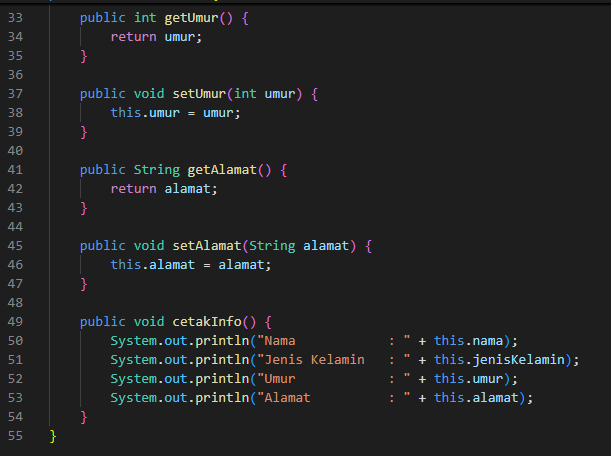 33 public int getUmur() {
34 return umur;
35 }
36
37 public void setUmur(int umur) {
38 this.umur = umur;
39 }
40
41 public String getAlamat() {
42 return alamat;
43 }
44
45 public void setAlamat(String alamat) {
46 this.alamat = alamat;
47 }
48
49 public void cetakInfo() {
50 System.out.println("Nama            : " + this.nama);
51 System.out.println("Jenis Kelamin   : " + this.jenisKelamin);
52 System.out.println("Umur            : " + this.umur);
53 System.out.println("Alamat          : " + this.alamat);
54 }
55 }